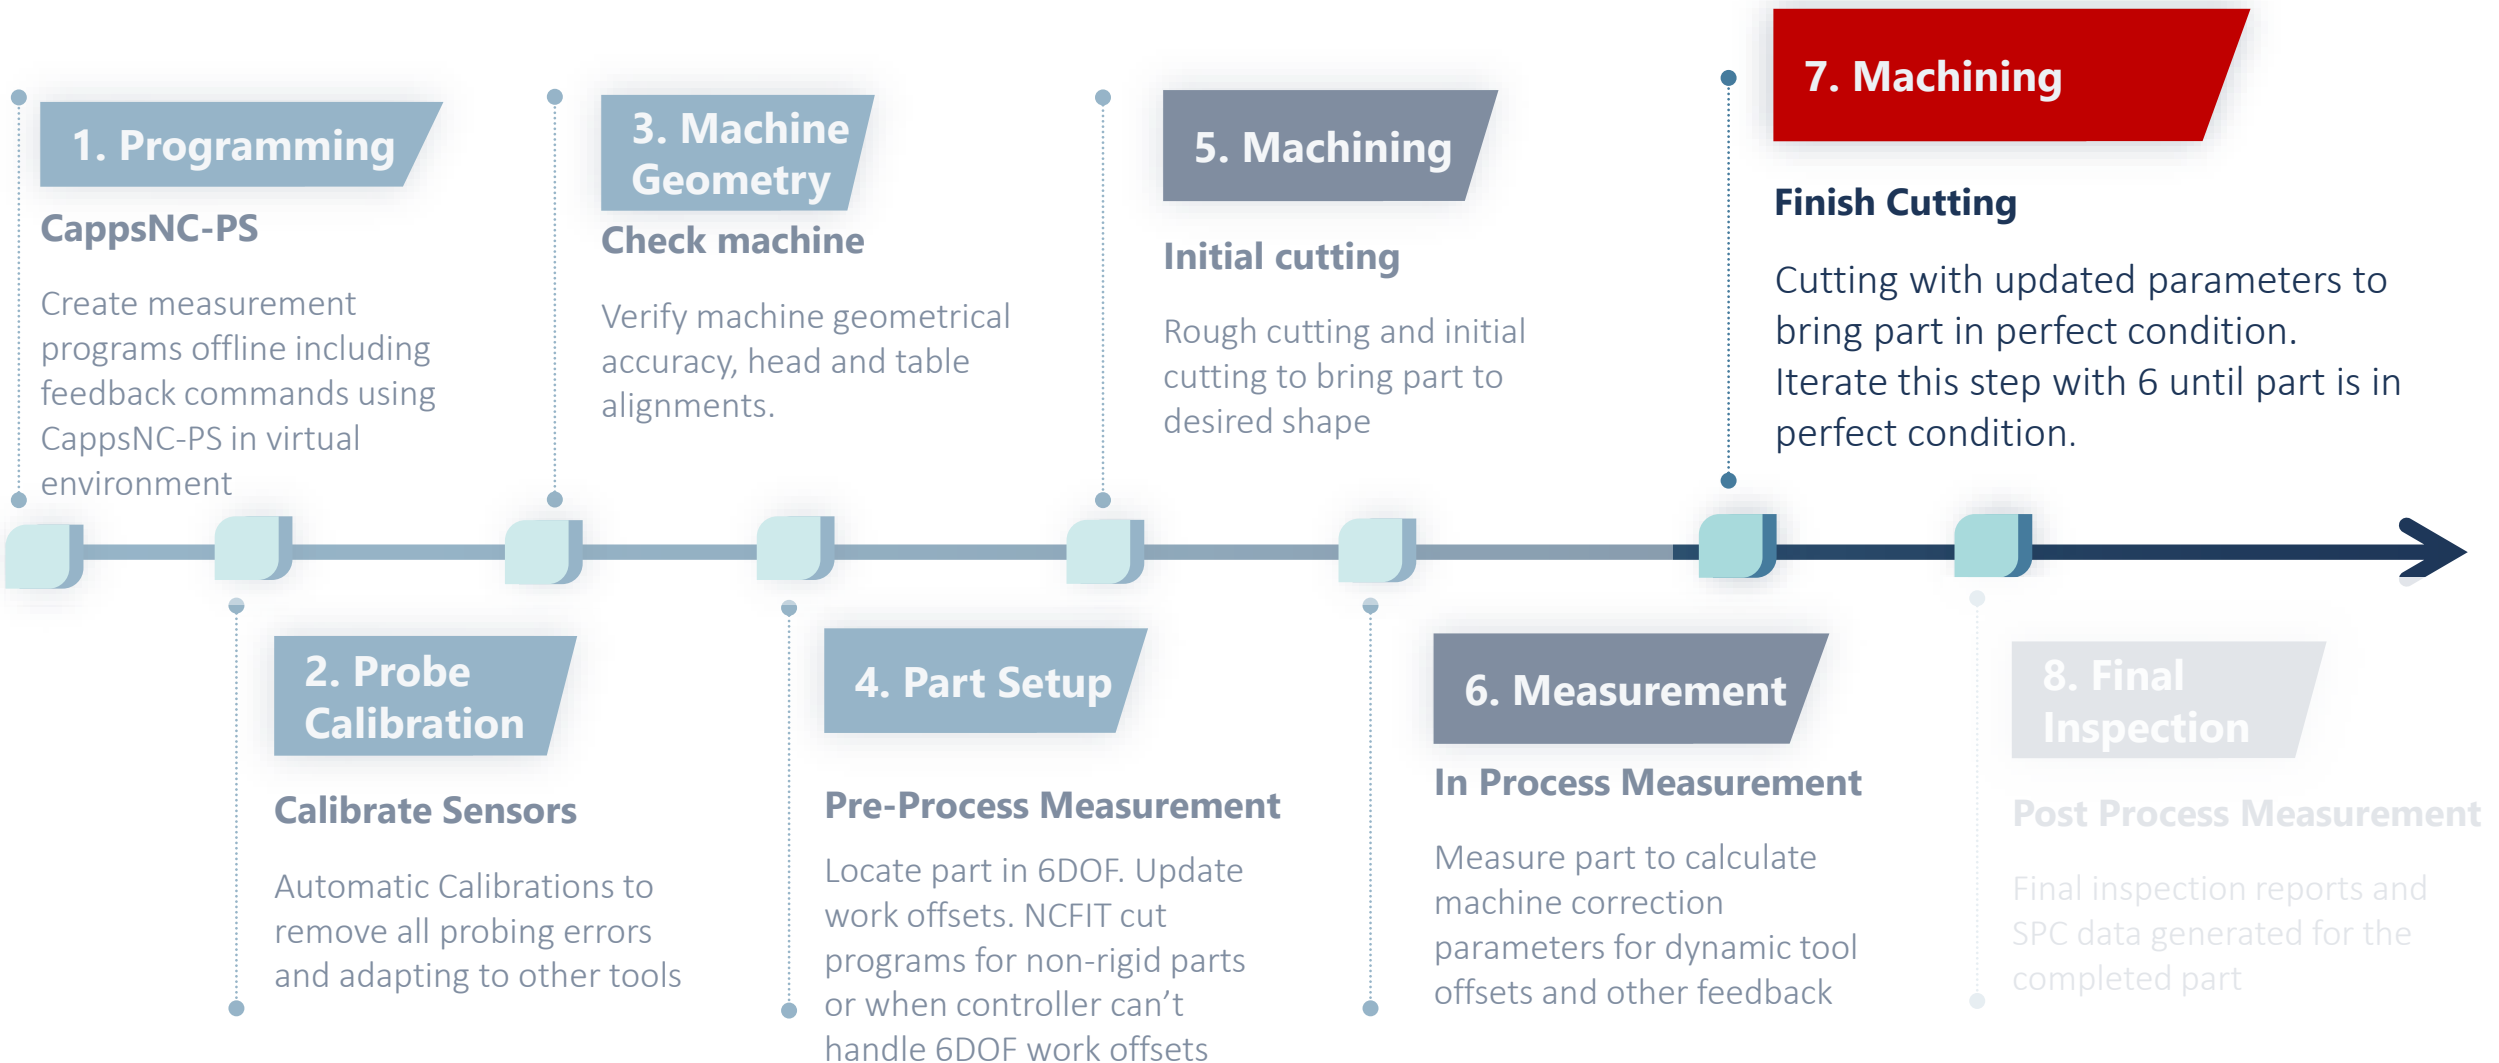 1. Programming
CappsNC-PS
Create measurement
programs offline including
feedback commands using
CappsNC-PS in virtual
environment
2. Probe
Calibration
Calibrate Sensors
Automatic Calibrations to
remove all probing errors
and adapting to other tools
3. Machine
Geometry
Check machine
Verify machine geometrical
accuracy, head and table
alignments.
4. Part Setup
Pre-Process Measurement
Locate part in 6DOF. Update
work offsets. NCFIT cut
programs for non-rigid parts
or when controller can’t
handle 6DOF work offsets
5. Machining
Initial cutting
Rough cutting and initial
cutting to bring part to
desired shape
6. Measurement
In Process Measurement
Measure part to calculate
machine correction
parameters for dynamic tool
offsets and other feedback
7. Machining
Finish Cutting
Cutting with updated parameters to
bring part in perfect condition.
Iterate this step with 6 until part is in
perfect condition.
8. Final
Inspection
Post Process Measurement
Final inspection reports and
SPC data generated for the
completed part